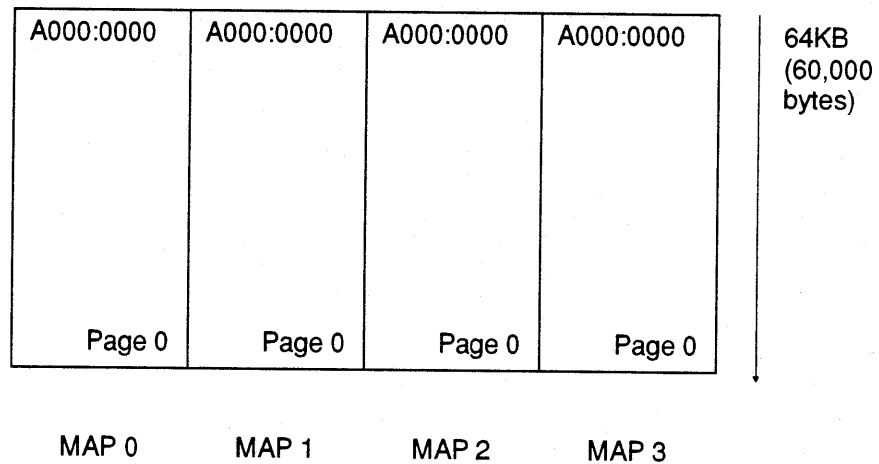 A000:0000 A000:0000 A000:0000 A000:0000
64KB
(60,000
bytes)
Page 0 Page 0 Page 0 Page 0
MAP 0 MAP 1 MAP 2 MAP 3